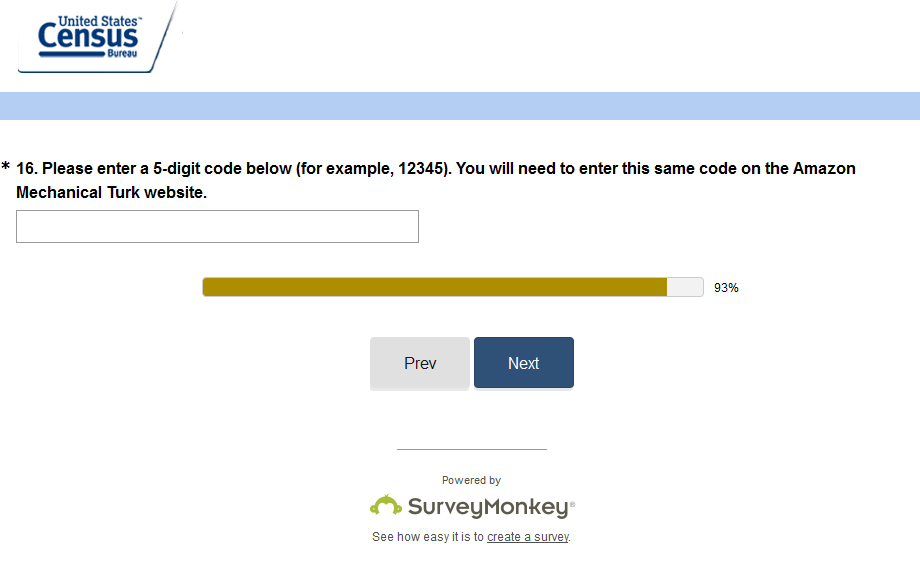 United States™
Census
Bureau
* 16. Please enter a 5-digit code below (for example, 12345). You will need to enter this same code on the Amazon
Mechanical Turk website.
93%
Prev Next
Powered by
SurveyMonkey®
See how easy it is to create a survey.